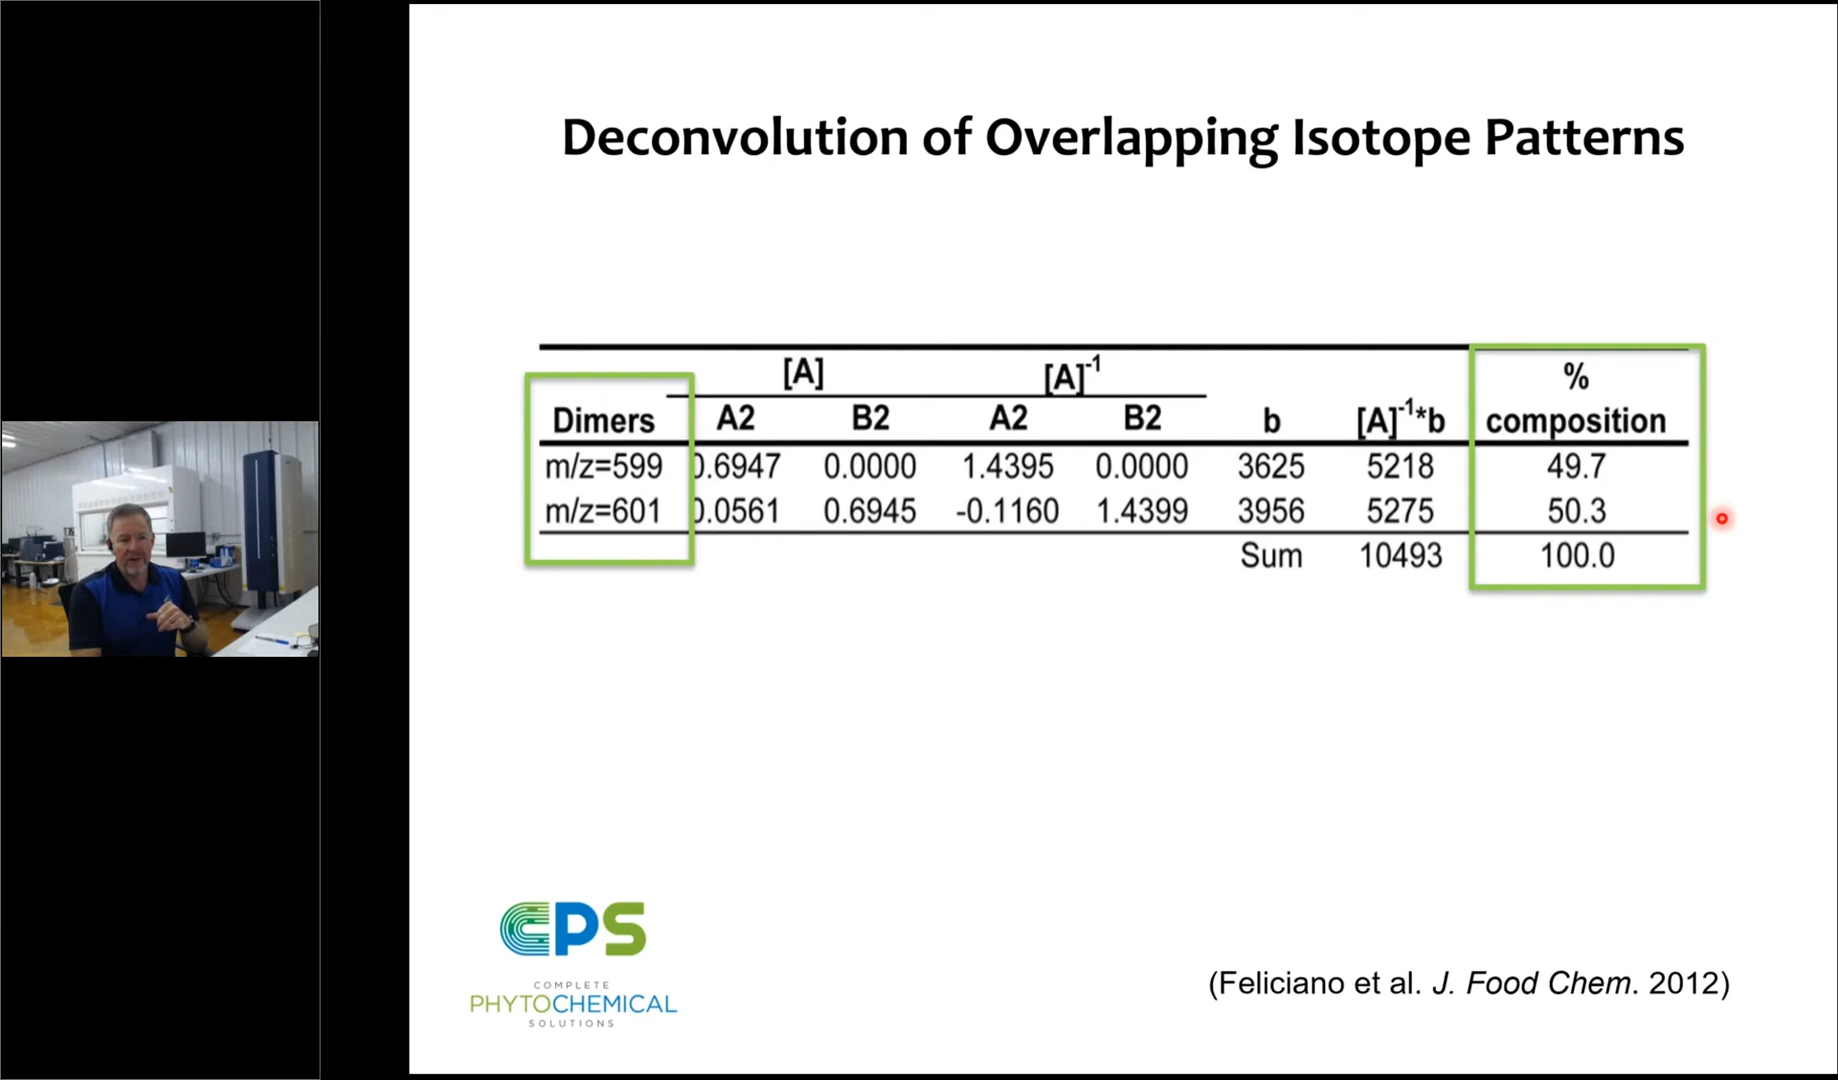 Deconvolution of Overlapping Isotope Patterns
[A] [A]-1 %
Dimers A2 B2 A2 B2 b [A]-1*b composition
m/z=599 0.6947 0.0000 1.4395 0.0000 3625 5218 49.7
m/z=601 0.0561 0.6945 -0.1160 1.4399 3956 5275 50.3
Sum 10493 100.0
CPS
COMPLETE
PHYTOCHEMICAL
SOLUTIONS
(Feliciano et al. J. Food Chem. 2012)